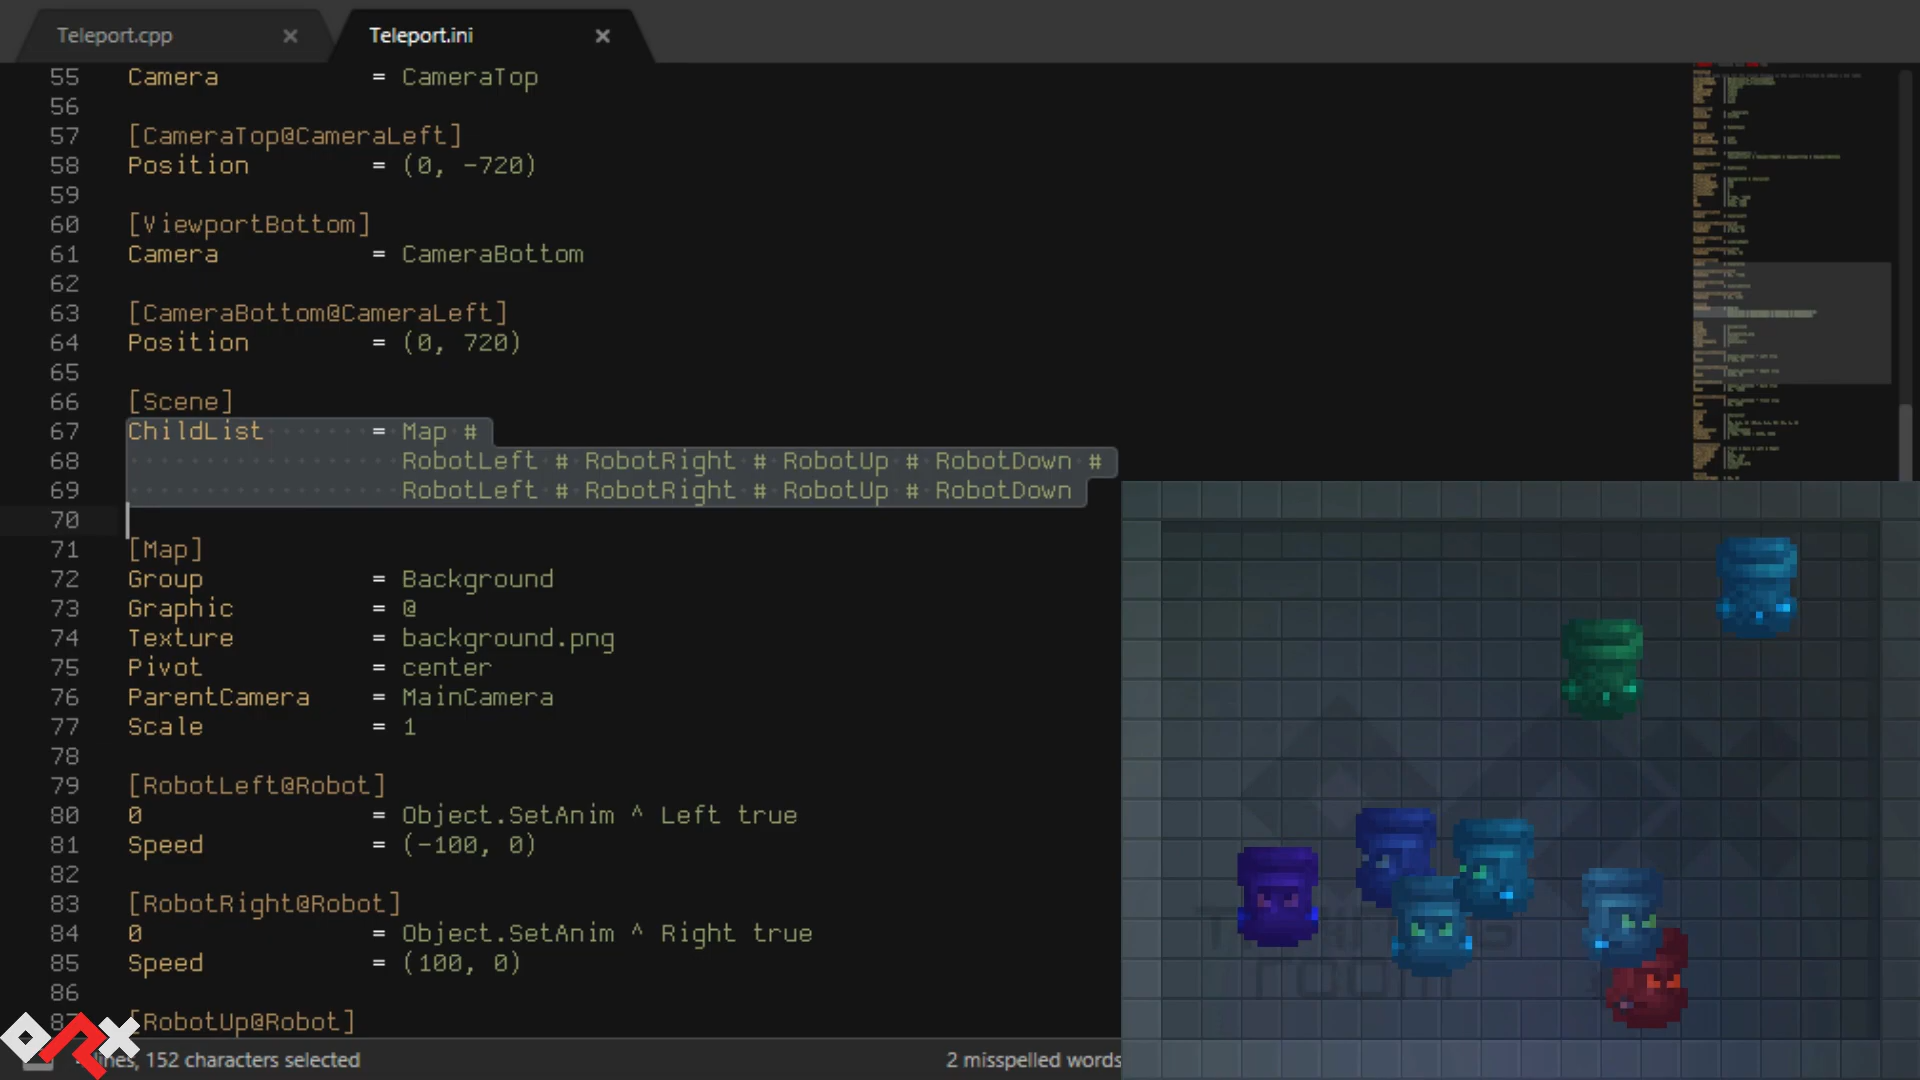 Teleport.cpp ×
Teleport.ini ×
55 Camera = CameraTop
56
57 [CameraTop@CameraLeft]
58 Position = (0, -720)
59
60 [ViewportBottom]
61 Camera = CameraBottom
62
63 [CameraBottom@CameraLeft]
64 Position = (0, 720)
65
66 [Scene]
67 ChildList = Map #
68 RobotLeft # RobotRight # RobotUp # RobotDown #
69 RobotLeft # RobotRight # RobotUp # RobotDown
70
71 [Map]
72 Group = Background
73 Graphic = @
74 Texture = background.png
75 Pivot = center
76 ParentCamera = MainCamera
77 Scale = 1
78
79 [RobotLeft@Robot]
80 0 = Object.SetAnim ^ Left true
81 Speed = (-100, 0)
82
83 [RobotRight@Robot]
84 0 = Object.SetAnim ^ Right true
85 Speed = (100, 0)
86
87 [RobotUp@Robot]
orx
lines, 152 characters selected
2 misspelled words
room